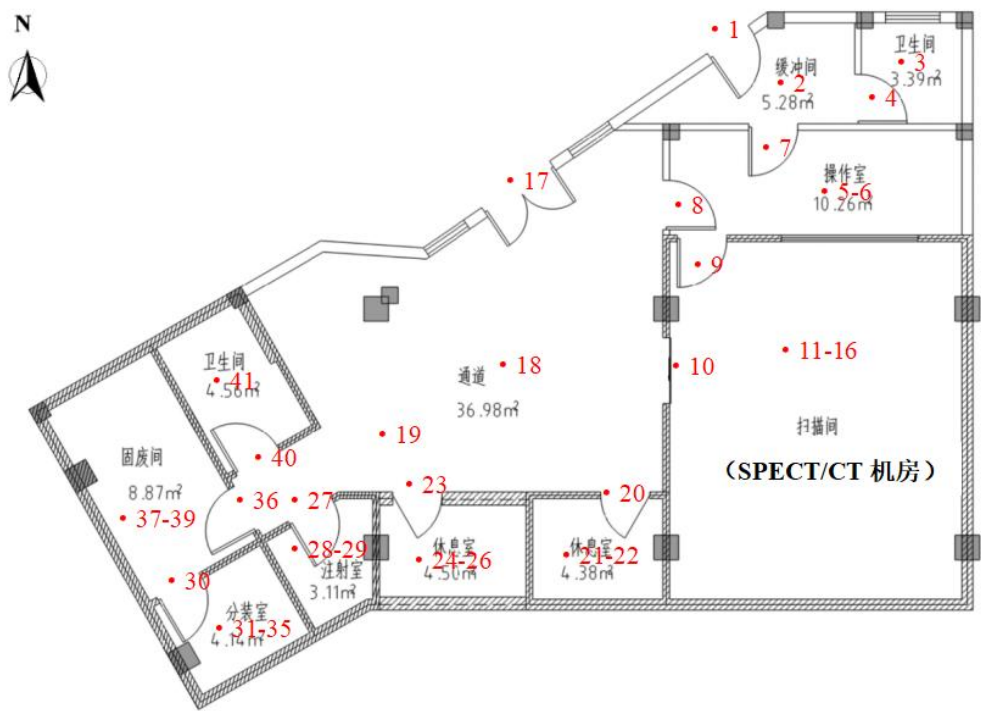 N
1
卫生间
3
3.39㎡
缓冲间
2
5.28㎡
4
7
操作室
5-6
10.26㎡
17
8
9
11-16
10
扫描间
（SPECT/CT 机房）
18
通道
36.98㎡
19
卫生间
41
4.56㎡
固废间
8.87㎡
40
36
27
23
20
37-39
28-29
注射室
3.11㎡
休息室
24-26
4.50㎡
休息室
21-22
4.38㎡
30
分装室
31-35
4.14㎡